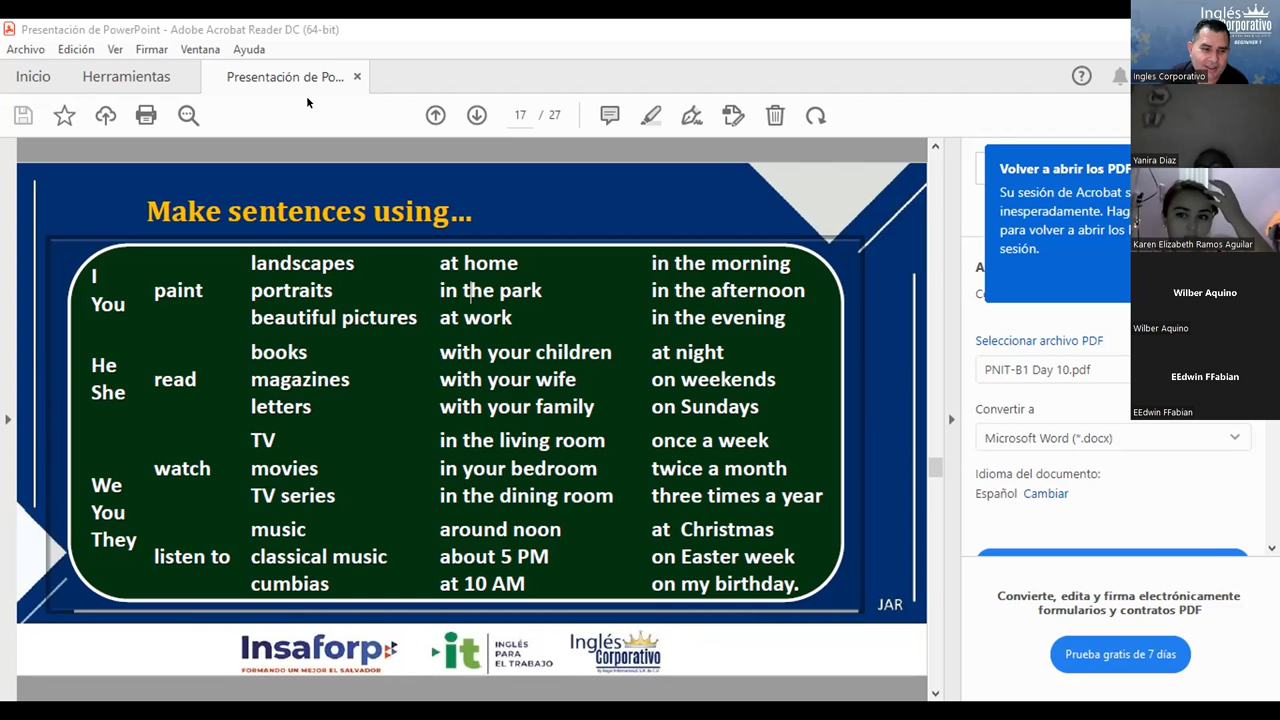 Presentación de PowerPoint - Adobe Acrobat Reader DC (64-bit)
Archivo Edición Ver Firmar Ventana Ayuda
Inicio Herramientas Presentación de Po... ×
17 / 27
Make sentences using...
I
You
paint
landscapes
portraits
beautiful pictures
at home
in the park
at work
in the morning
in the afternoon
in the evening
He
She
read
books
magazines
letters
with your children
with your wife
with your family
at night
on weekends
on Sundays
We
You
They
watch
TV
movies
TV series
in the living room
in your bedroom
in the dining room
once a week
twice a month
three times a year
listen to
music
classical music
cumbias
around noon
about 5 PM
at 10 AM
at Christmas
on Easter week
on my birthday.
JAR
Insaforp
FORMANDO UN MEJOR EL SALVADOR
it
INGLÉS
PARA
EL TRABAJO
Inglés
Corporativo
Volver a abrir los PDF
Su sesión de Acrobat s
inesperadamente. Hag
para volver a abrir los
sesión.
A
C
Seleccionar archivo PDF
PNIT-B1 Day 10.pdf
Convertir a
Microsoft Word (*.docx)
Idioma del documento:
Español Cambiar
Convierte, edita y firma electrónicamente
formularios y contratos PDF
Prueba gratis de 7 días
Inglés
Corporativo
BEGINNER 1
Ingles Corporativo
Yanira Diaz
Karen Elizabeth Ramos Aguilar
Wilber Aquino
Wilber Aquino
EEdwin FFabian
EEdwin FFabian